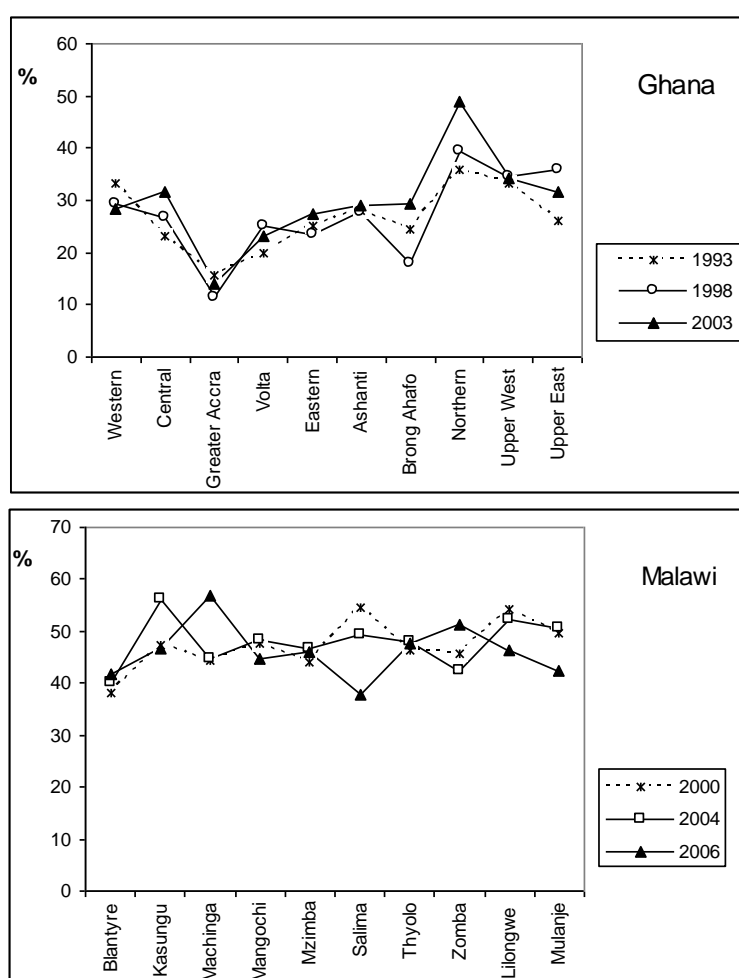 Ghana
%
60
50
40
30
20
10
0
Western
Central
Greater Accra
Volta
Eastern
Ashanti
Brong Ahafo
Northern
Upper West
Upper East
1993
1998
2003
Malawi
%
70
60
50
40
30
20
10
0
Blantyre
Kasungu
Machinga
Mangochi
Mzimba
Salima
Thyolo
Zomba
Lilongwe
Mulanje
2000
2004
2006